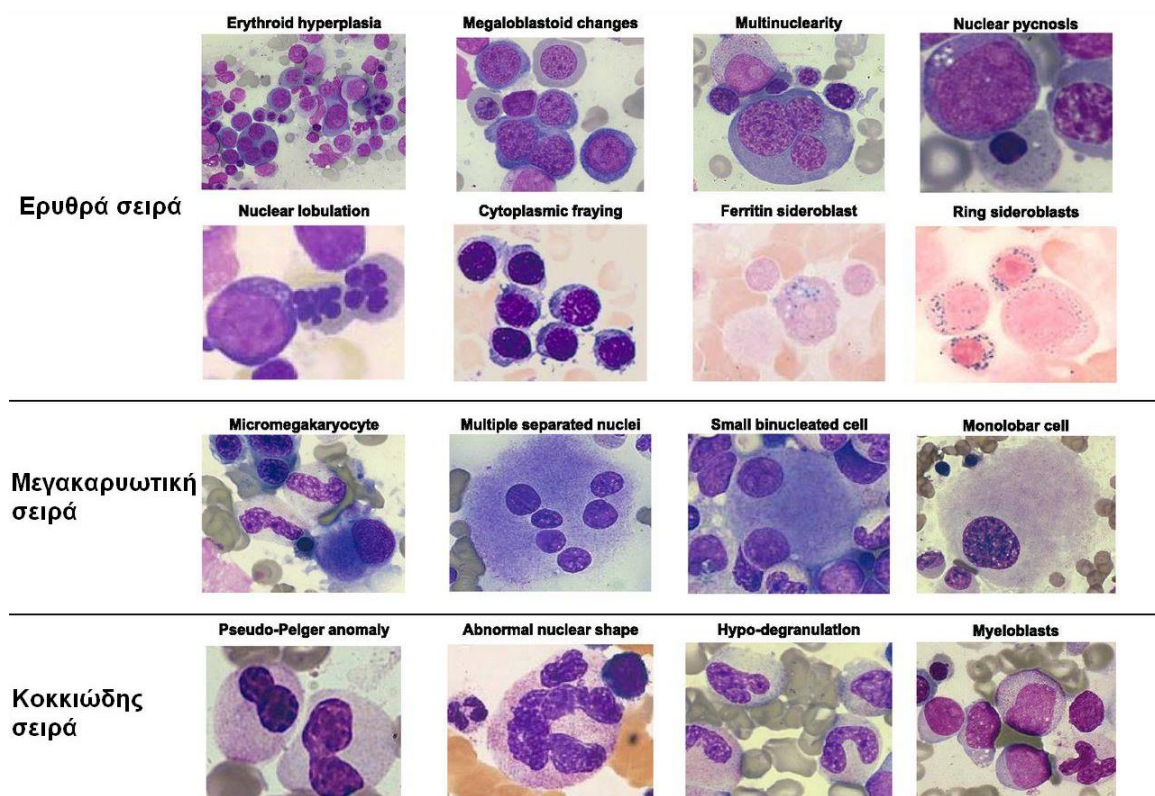 Erythroid hyperplasia
Megaloblastoid changes
Multinuclearity
Nuclear pycnosis
Ερυθρά σειρά
Nuclear lobulation
Cytoplasmic fraying
Ferritin sideroblast
Ring sideroblasts
Micromegakaryocyte
Multiple separated nuclei
Small binucleated cell
Monolobar cell
Μεγακαρυωτική
σειρά
Pseudo-Pelger anomaly
Abnormal nuclear shape
Hypo-degranulation
Myeloblasts
Κοκκιώδης
σειρά